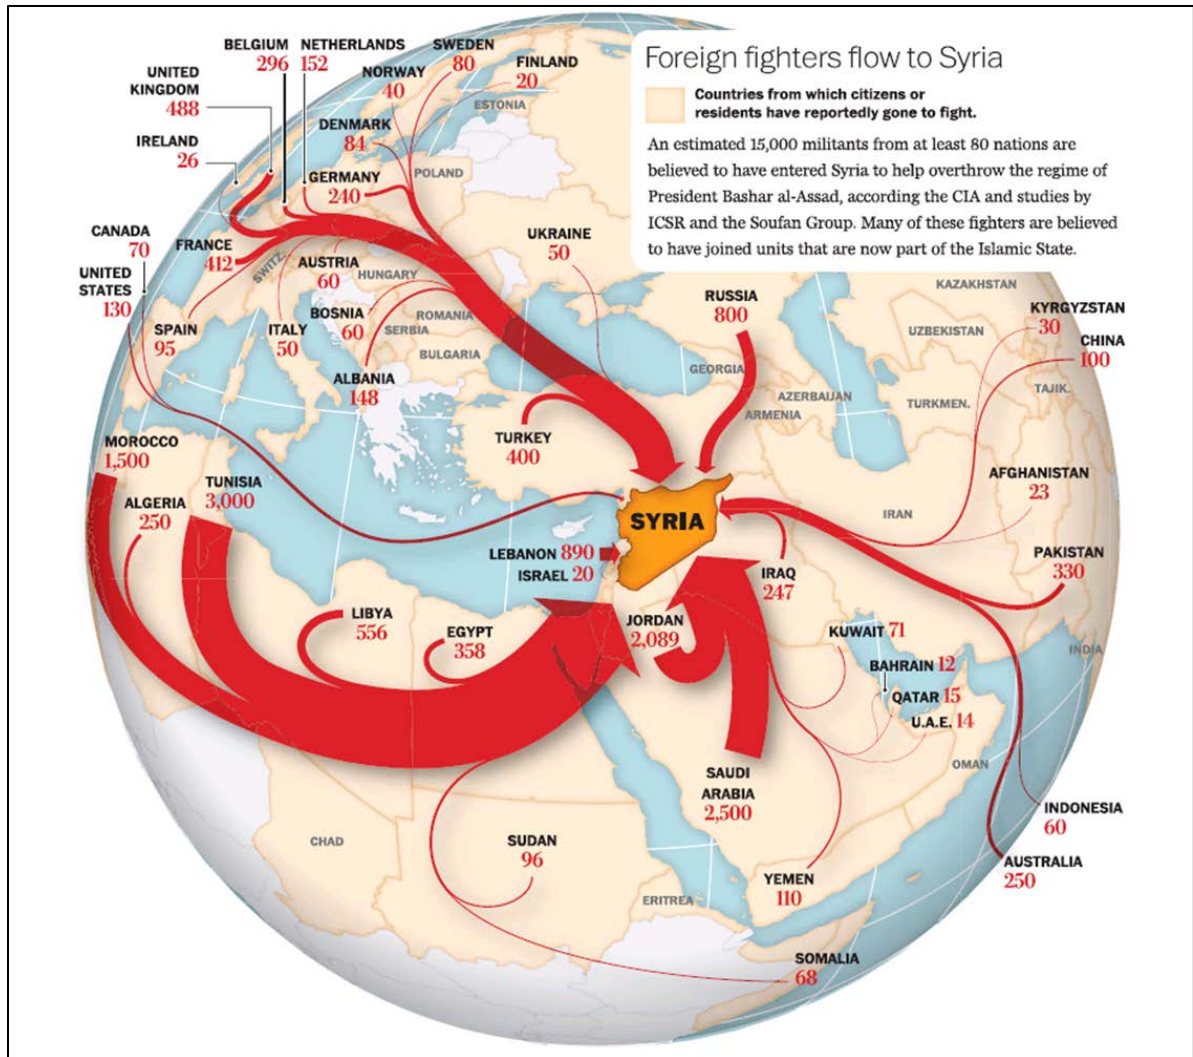 Foreign fighters flow to Syria
Countries from which citizens or
residents have reportedly gone to fight.
An estimated 15,000 militants from at least 80 nations are
believed to have entered Syria to help overthrow the regime of
President Bashar al-Assad, according to the CIA and studies by
ICSR and the Soufan Group. Many of these fighters are believed
to have joined units that are now part of the Islamic State.
BELGIUM
296
NETHERLANDS
152
SWEDEN
80
NORWAY
40
FINLAND
20
UNITED
KINGDOM
488
ESTONIA
DENMARK
84
IRELAND
26
GERMANY
240
POLAND
CANADA
70
FRANCE
412
SWITZ.
AUSTRIA
60
HUNGARY
UKRAINE
50
UNITED
STATES
130
SPAIN
95
ITALY
50
BOSNIA
60
SERBIA
ROMANIA
BULGARIA
ALBANIA
148
RUSSIA
800
KAZAKHSTAN
KYRGYZSTAN
30
UZBEKISTAN
CHINA
100
GEORGIA
AZERBAIJAN
ARMENIA
TURKMEN.
TAJIK.
TURKEY
400
MOROCCO
1,500
ALGERIA
250
TUNISIA
3,000
AFGHANISTAN
23
IRAN
SYRIA
LEBANON 890
ISRAEL 20
IRAQ
247
PAKISTAN
330
LIBYA
556
EGYPT
358
JORDAN
2,089
KUWAIT 71
BAHRAIN 12
QATAR 15
U.A.E. 14
INDIA
OMAN
SAUDI
ARABIA
2,500
INDONESIA
60
AUSTRALIA
250
CHAD
SUDAN
96
YEMEN
110
ERITREA
SOMALIA
68